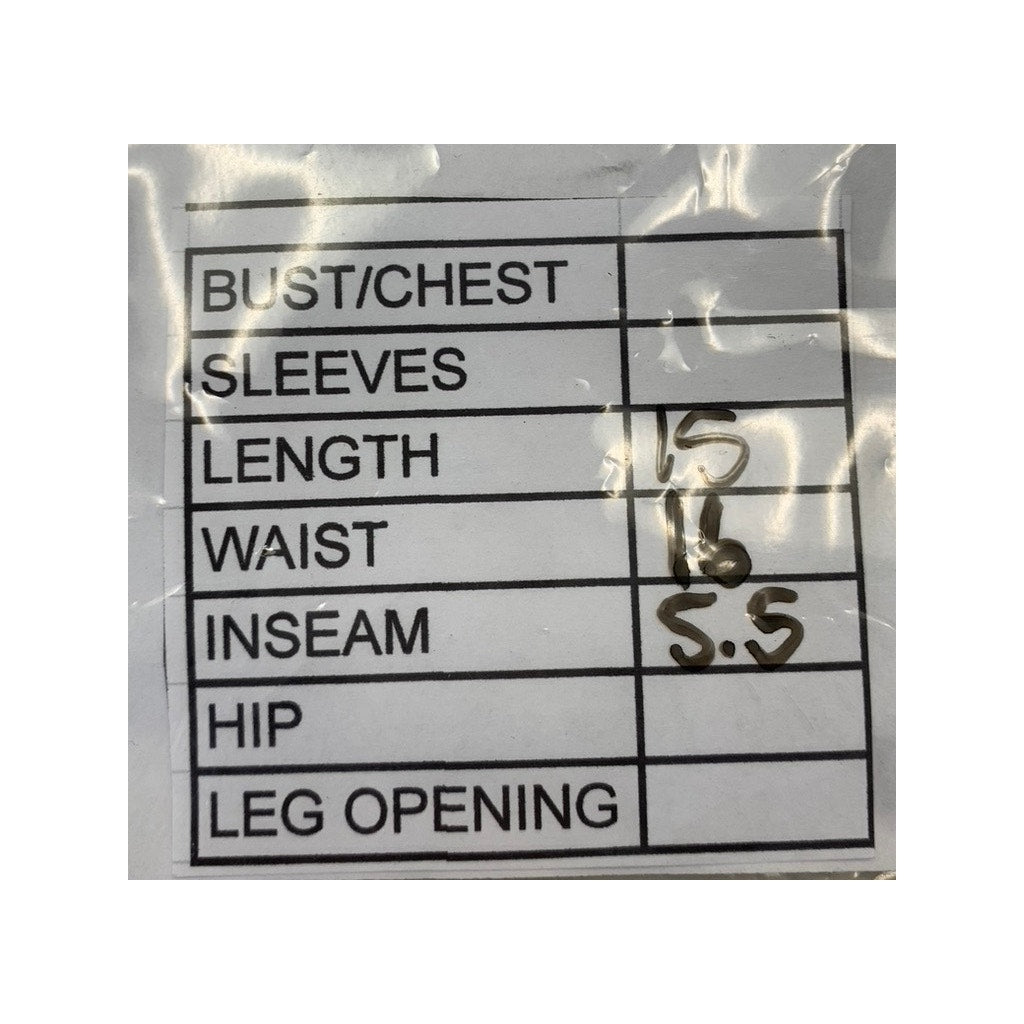 BUST/CHEST
SLEEVES
LENGTH 15
WAIST 16
INSEAM 5.5
HIP
LEG OPENING